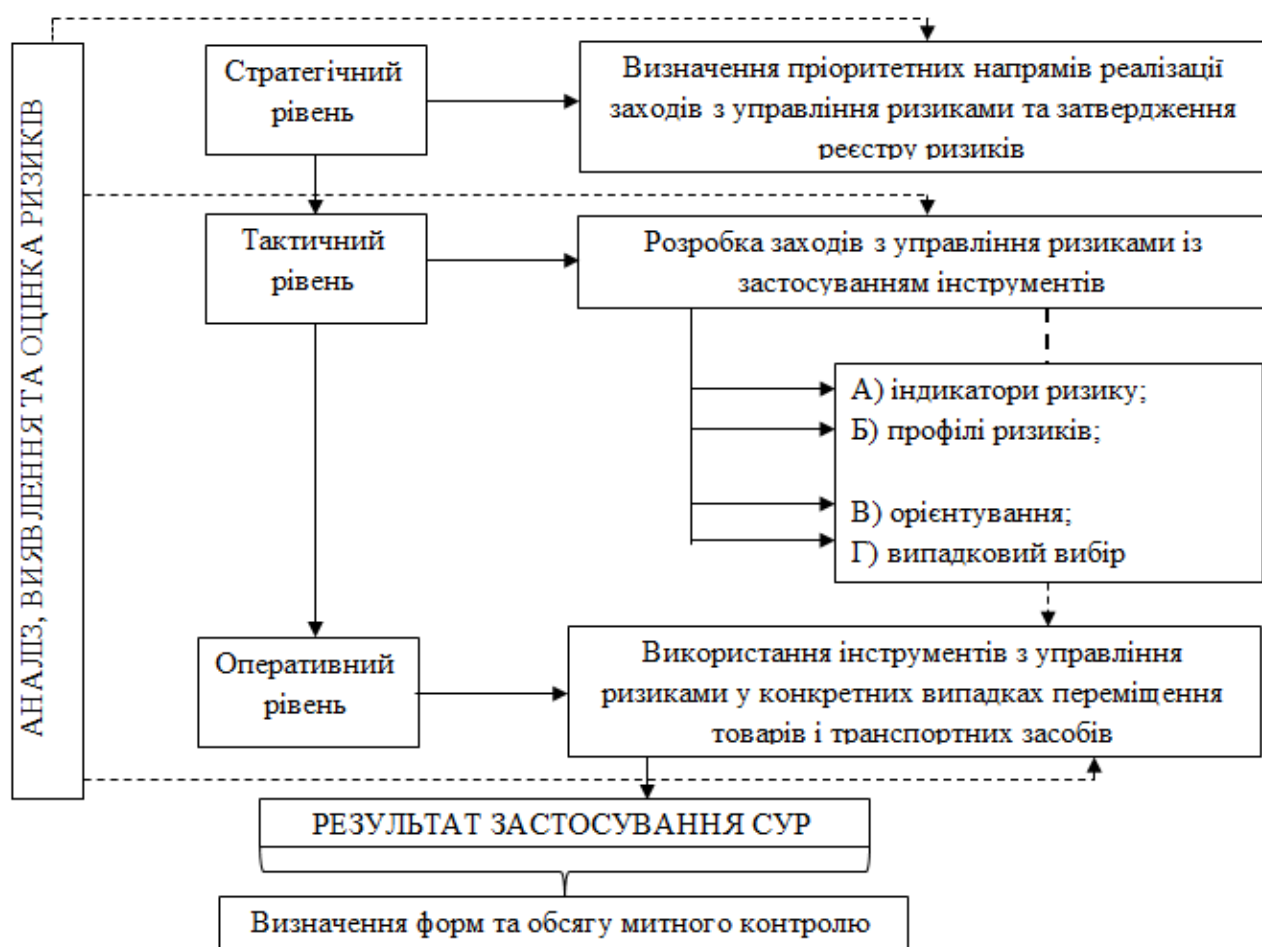 АНАЛІЗ, ВИЯВЛЕННЯ ТА ОЦІНКА РИЗИКІВ
Стратегічний
рівень
Визначення пріоритетних напрямів реалізації
заходів з управління ризиками та затвердження
реєстру ризиків
Тактичний
рівень
Розробка заходів з управління ризиками із
застосуванням інструментів
А) індикатори ризику;
Б) профілі ризиків;
В) орієнтування;
Г) випадковий вибір
Оперативний
рівень
Використання інструментів з управління
ризиками у конкретних випадках переміщення
товарів і транспортних засобів
РЕЗУЛЬТАТ ЗАСТОСУВАННЯ СУР
Визначення форм та обсягу митного контролю